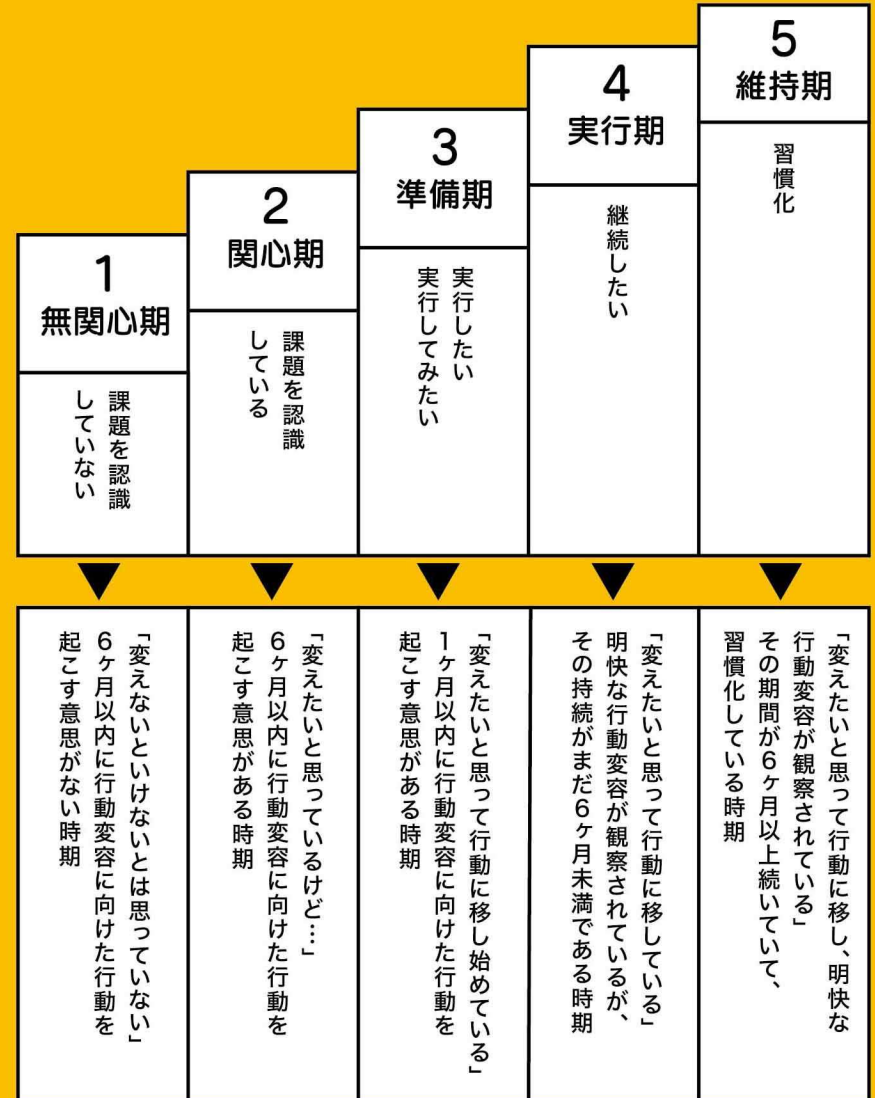 1
無関心期
課題を認識
していない
2
関心期
課題を認識
している
3
準備期
実行したい
実行してみたい
4
実行期
継続したい
5
維持期
習慣化
「変えないといけないとは思っていない」
6ヶ月以内に行動変容に向けた行動を
起こす意思がない時期
「変えたいと思っているけど…」
6ヶ月以内に行動変容に向けた行動を
起こす意思がある時期
「変えたいと思って行動に移し始めている」
1ヶ月以内に行動変容に向けた行動を
起こす意思がある時期
「変えたいと思って行動に移している」
明快な行動変容が観察されているが、
その持続がまだ6ヶ月未満である時期
「変えたいと思って行動に移し、明快な
行動変容が観察されている」
その期間が6ヶ月以上続いていて、
習慣化している時期